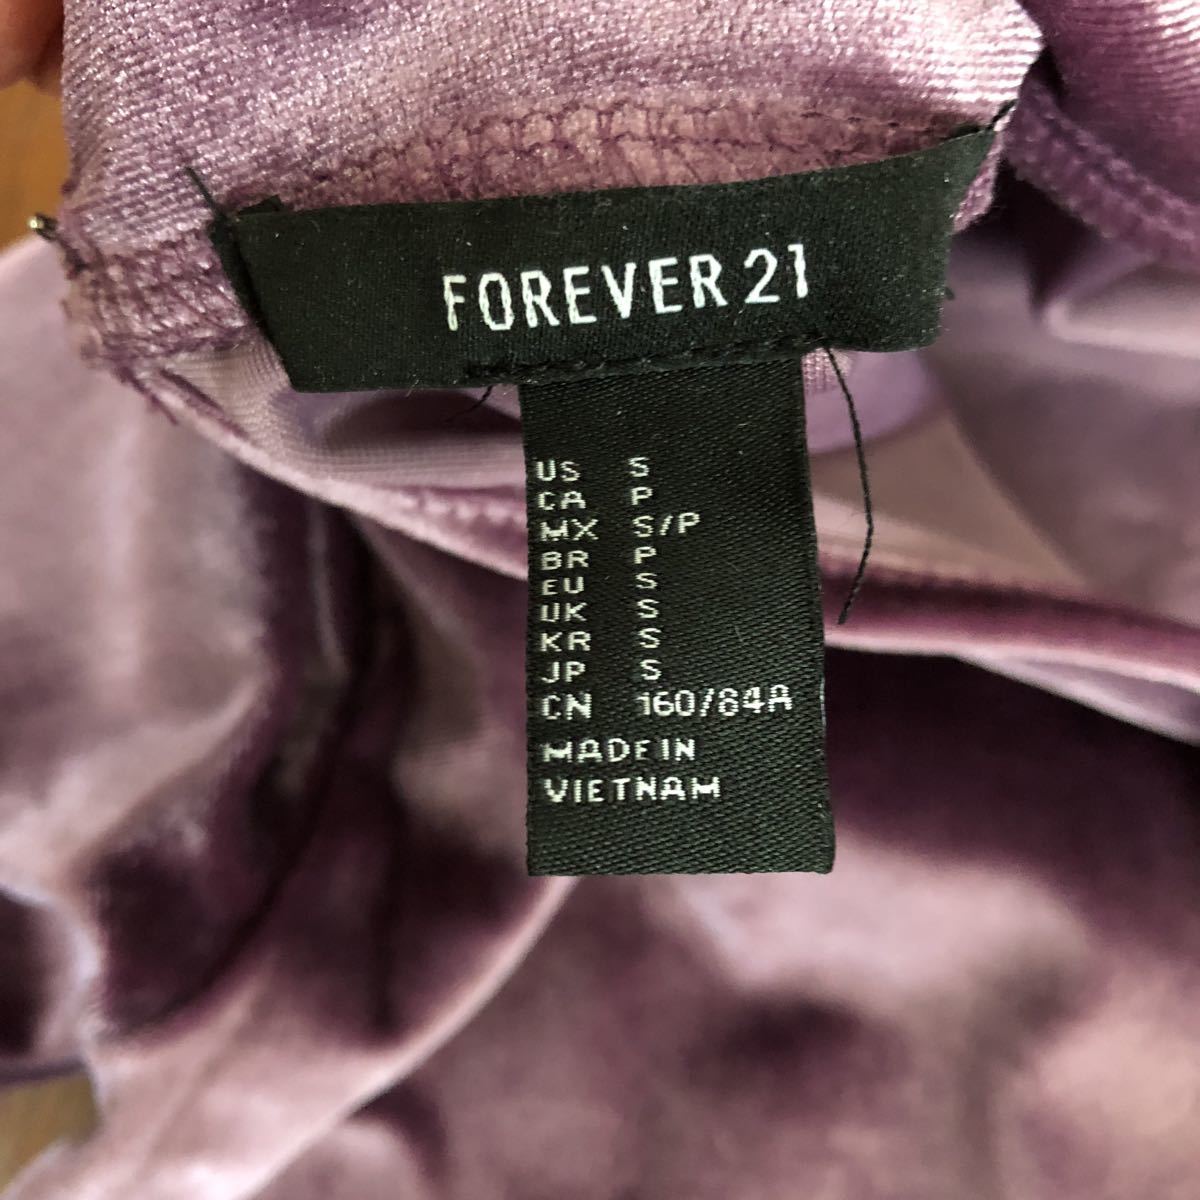 FOREVER 21
US S
CA P
MX S/P
BR P
EU S
UK S
KR S
JP S
CN 160/84A
MADE IN
VIETNAM